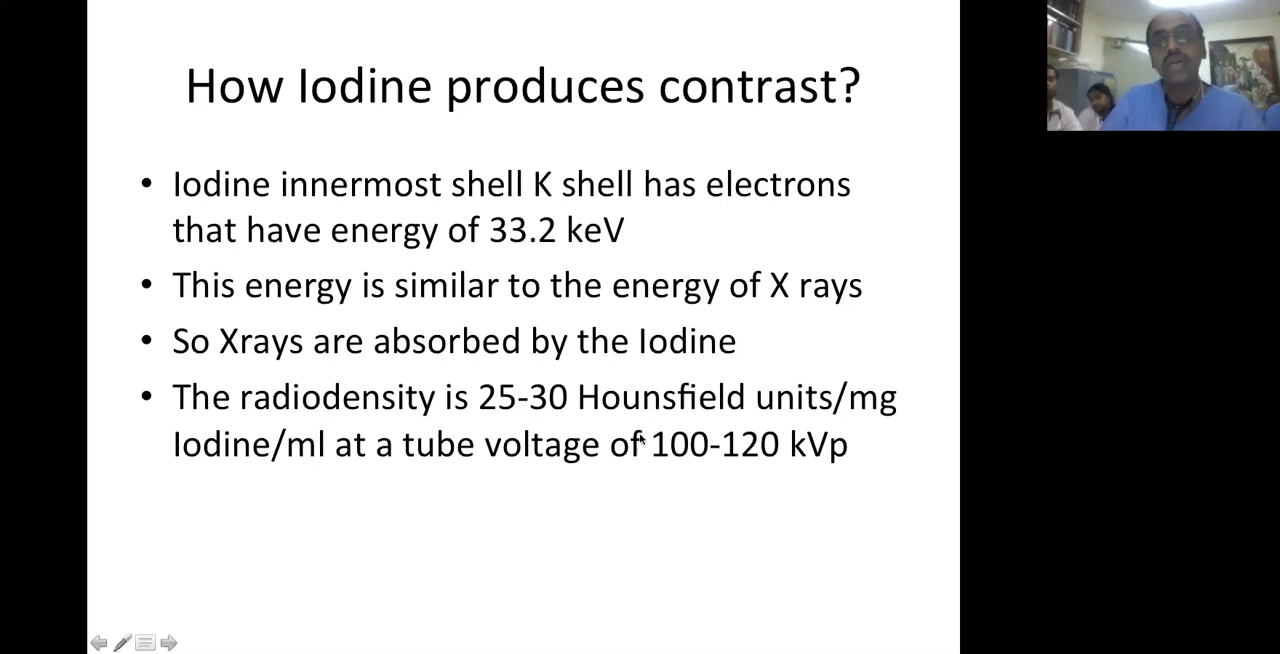 How Iodine produces contrast?
• Iodine innermost shell K shell has electrons
that have energy of 33.2 keV
• This energy is similar to the energy of X rays
• So Xrays are absorbed by the Iodine
• The radiodensity is 25-30 Hounsfield units/mg
Iodine/ml at a tube voltage of 100-120 kVp